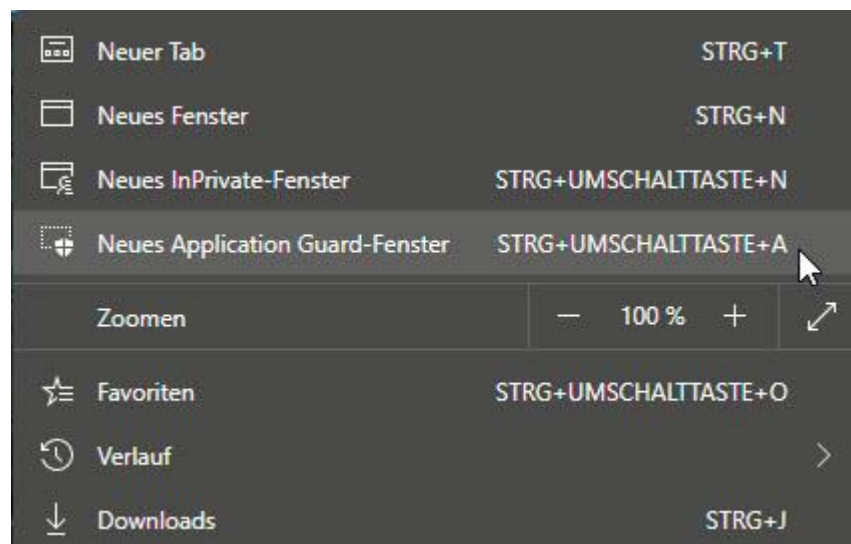 Neuer Tab STRG+T
Neues Fenster STRG+N
Neues InPrivate-Fenster STRG+UMSCHALTTASTE+N
Neues Application Guard-Fenster STRG+UMSCHALTTASTE+A
Zoomen — 100 % +
Favoriten STRG+UMSCHALTTASTE+O
Verlauf
Downloads STRG+J